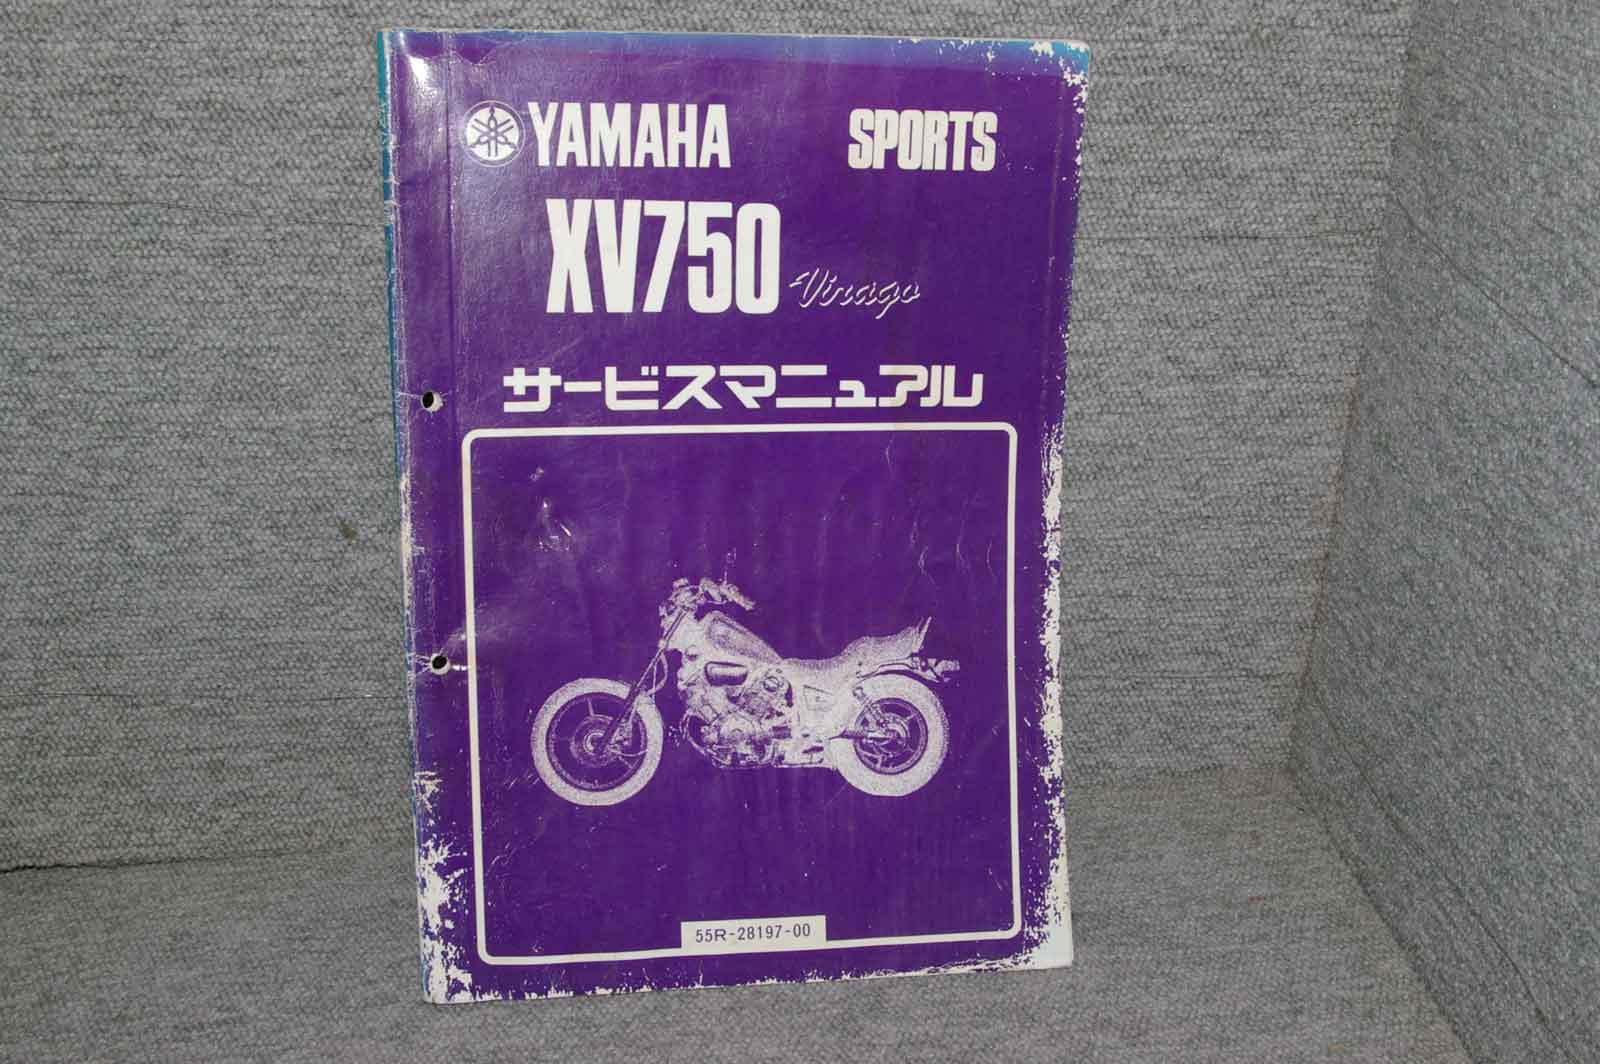 YAMAHA SPORTS
XV750 Virago
サービスマニュアル
55R-28197-00